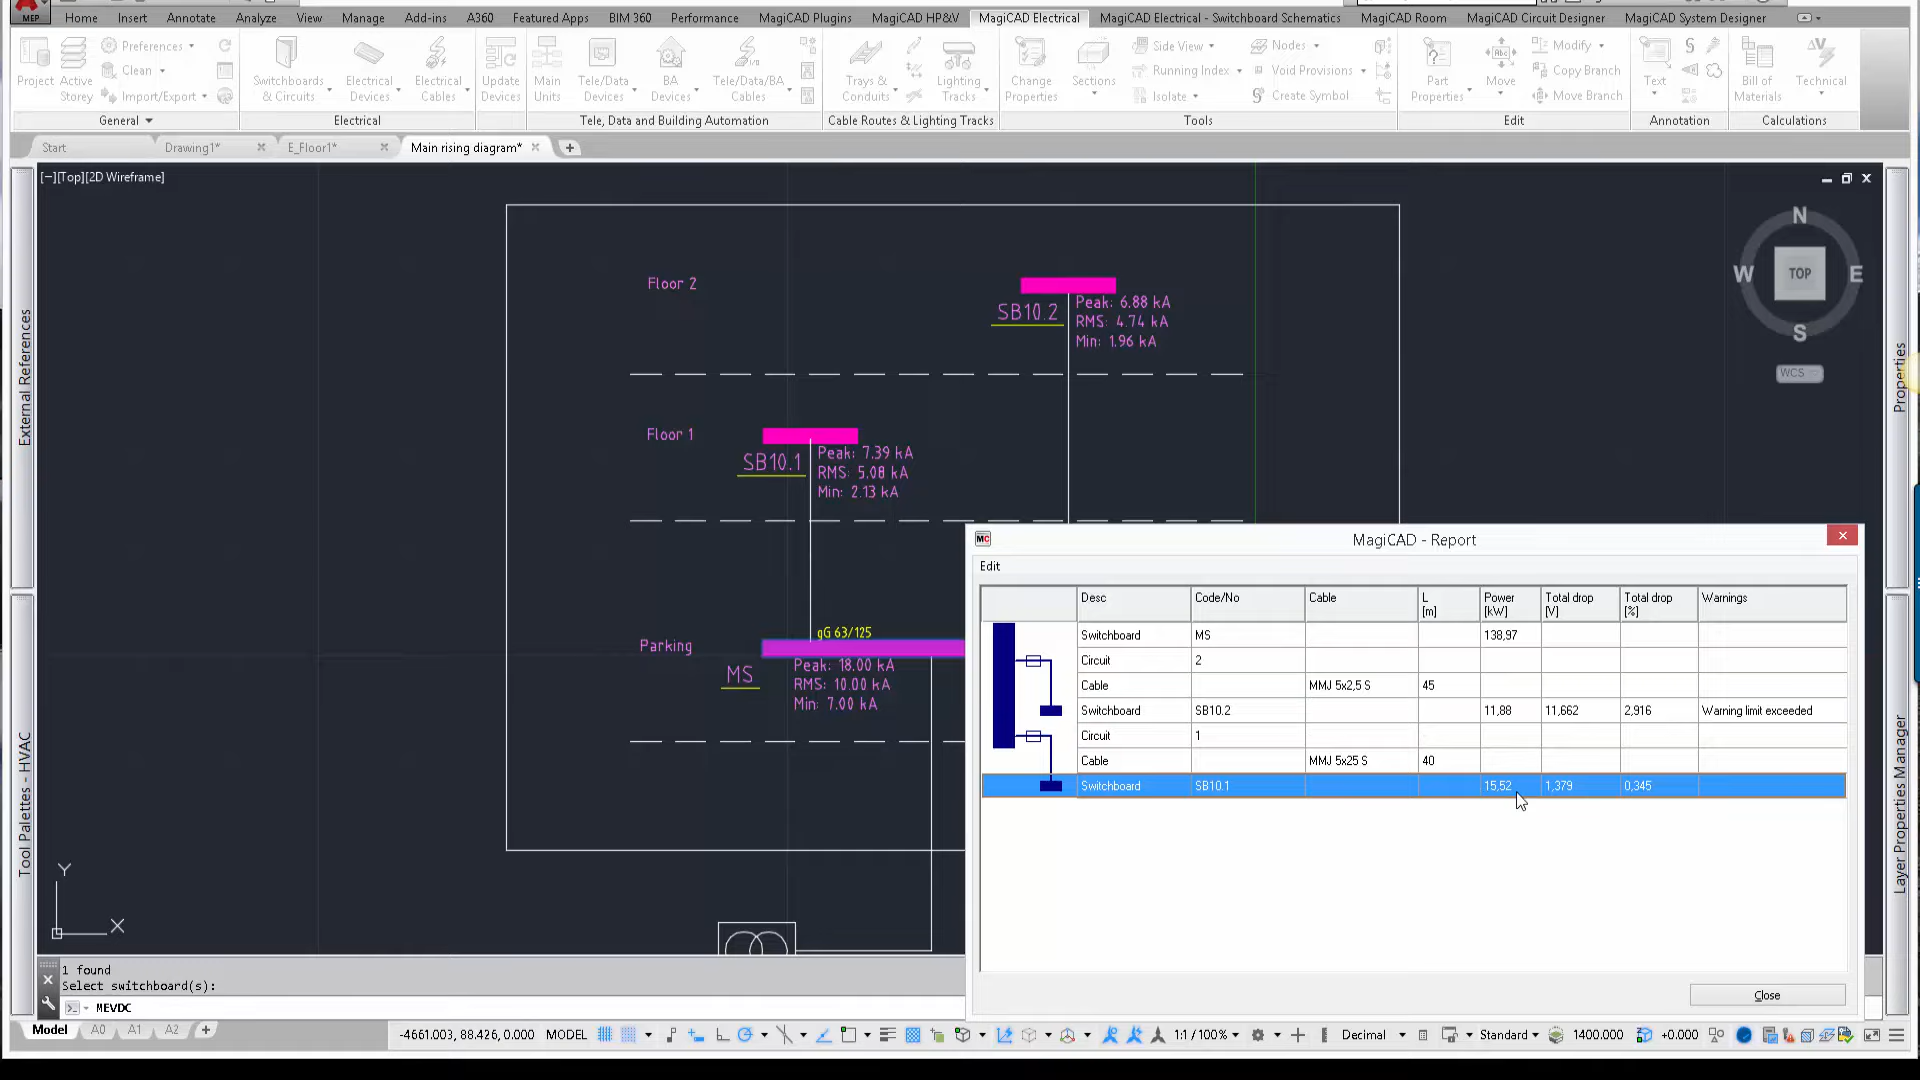 MEP
Home Insert Annotate Analyze View Manage Add-ins A360 Featured Apps BIM 360 Performance MagiCAD Plugins MagiCAD HP&V MagiCAD Electrical MagiCAD Electrical - Switchboard Schematics MagiCAD Room MagiCAD Circuit Designer MagiCAD System Designer
Preferences
Side View Nodes Modify
Clean
Running Index Void Provisions Copy Branch
Project Active Storey
Import/Export
Switchboards & Circuits
Electrical Devices
Electrical Cables
Update Devices
Main Units
Tele/Data Devices
BA Devices
Tele/Data/BA Cables
Trays & Conduits
Lighting Tracks
Change Properties
Sections
Isolate Create Symbol
Part Properties
Move
Move Branch
Text
Bill of Materials
Technical
General Electrical Tele, Data and Building Automation Cable Routes & Lighting Tracks Tools Edit Annotation Calculations
Start Drawing1* E_Floor1* Main rising diagram*
[−][Top][2D Wireframe]
N
W TOP E
S
WCS
External References
Tool Palettes - HVAC
Properties
Layer Properties Manager
Floor 2
SB10.2
Peak: 6.88 kA
RMS: 4.74 kA
Min: 1.96 kA
Floor 1
SB10.1
Peak: 7.39 kA
RMS: 5.08 kA
Min: 2.13 kA
gG 63/125
Parking
MS
Peak: 18.00 kA
RMS: 10.00 kA
Min: 7.00 kA
Y
X
MC MagiCAD - Report
Edit
Desc Code/No Cable L [m] Power [kW] Total drop [V] Total drop [%] Warnings
Switchboard MS 138,97
Circuit 2
Cable MMJ 5x2,5 S 45
Switchboard SB10.2 11,88 11,662 2,916 Warning limit exceeded
Circuit 1
Cable MMJ 5x25 S 40
Switchboard SB10.1 15,52 1,379 0,345
Close
1 found
Select switchboard(s):
MEVDC
Model A0 A1 A2
-4661.003, 88.426, 0.000 MODEL 1:1 / 100% Decimal Standard 1400.000 +0.000